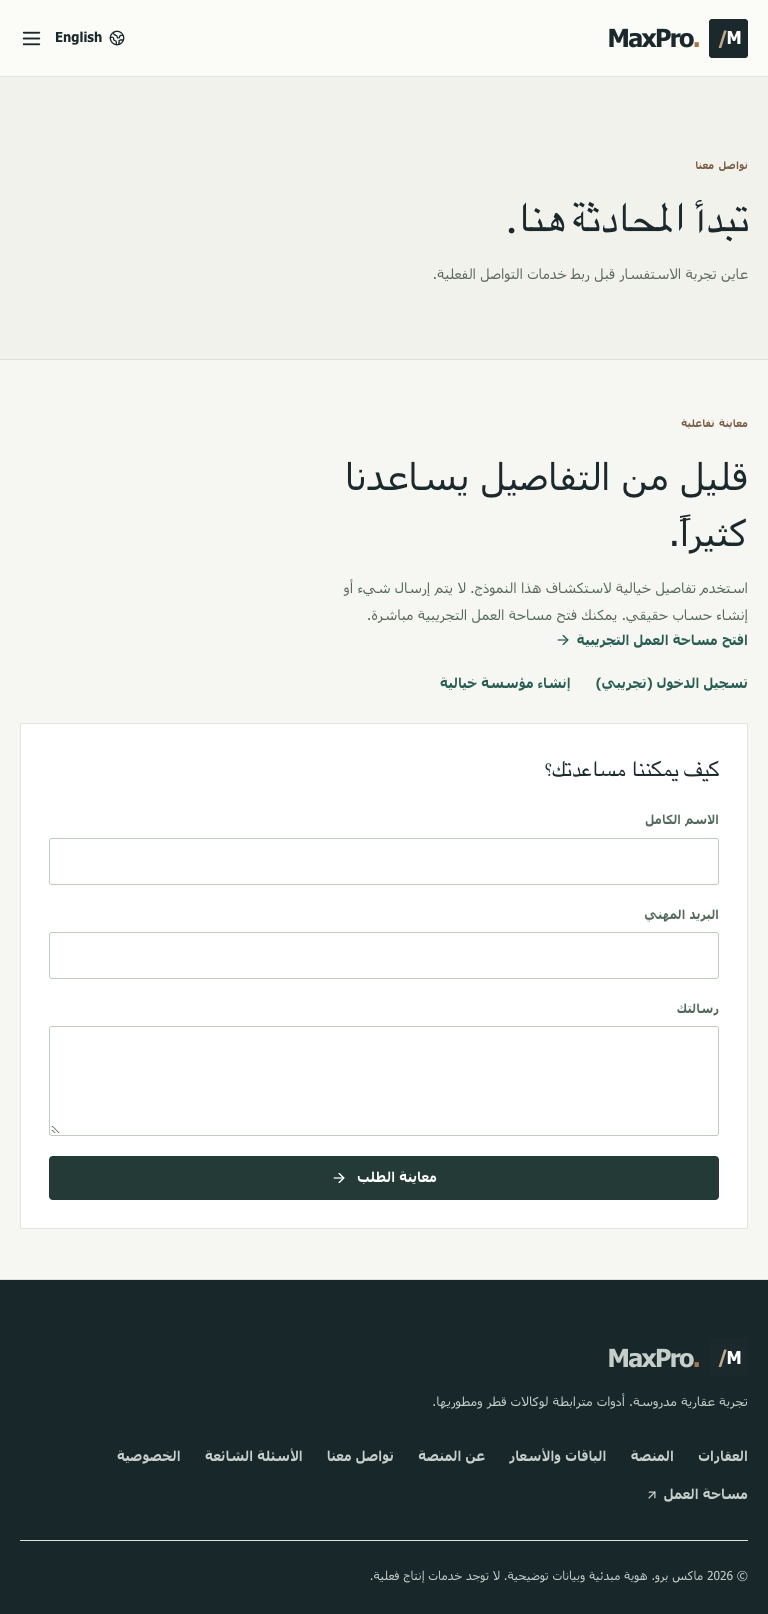 M/ MaxPro.
English
تواصل معنا
تبدأ المحادثة هنا.
عاين تجربة الاستفسار قبل ربط خدمات التواصل الفعلية.
معاينة تفاعلية
قليل من التفاصيل يساعدنا
كثيراً.
استخدم تفاصيل خيالية لاستكشاف هذا النموذج. لا يتم إرسال شيء أو
إنشاء حساب حقيقي. يمكنك فتح مساحة العمل التجريبية مباشرة.
افتح مساحة العمل التجريبية →
تسجيل الدخول (تجريبي) إنشاء مؤسسة خيالية
كيف يمكننا مساعدتك؟
الاسم الكامل
البريد المهني
رسالتك
معاينة الطلب →
M/ MaxPro.
تجربة عقارية مدروسة. أدوات مترابطة لوكالات قطر ومطوريها.
العقارات المنصة الباقات والأسعار عن المنصة تواصل معنا الأسئلة الشائعة الخصوصية
مساحة العمل ↗
© 2026 ماكس برو. هوية مبدئية وبيانات توضيحية. لا توجد خدمات إنتاج فعلية.